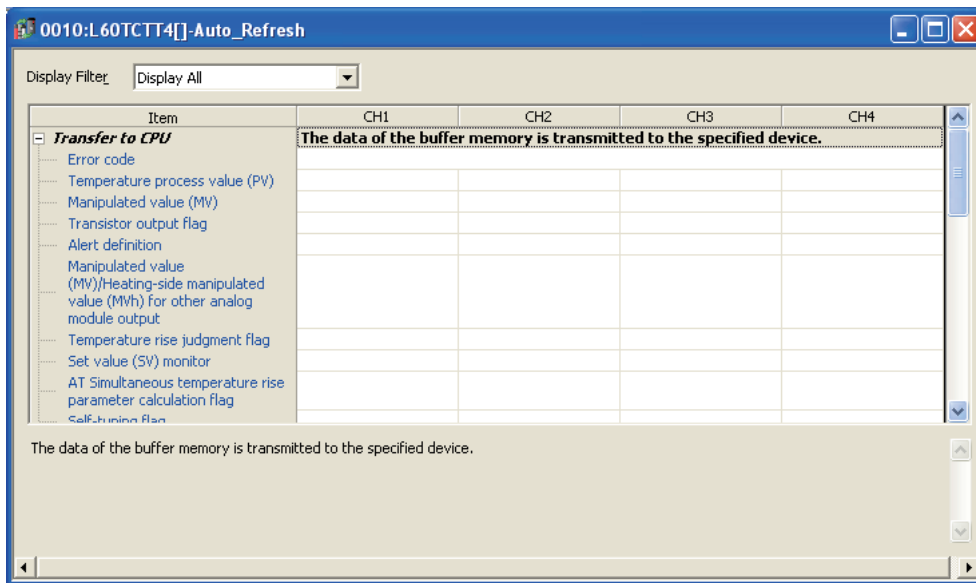 0010:L60TCTT4[]-Auto_Refresh
Display Filter Display All
Item CH1 CH2 CH3 CH4
Transfer to CPU The data of the buffer memory is transmitted to the specified device.
Error code
Temperature process value (PV)
Manipulated value (MV)
Transistor output flag
Alert definition
Manipulated value
(MV)/Heating-side manipulated
value (MVh) for other analog
module output
Temperature rise judgment flag
Set value (SV) monitor
AT Simultaneous temperature rise
parameter calculation flag
Self-tuning flag
The data of the buffer memory is transmitted to the specified device.